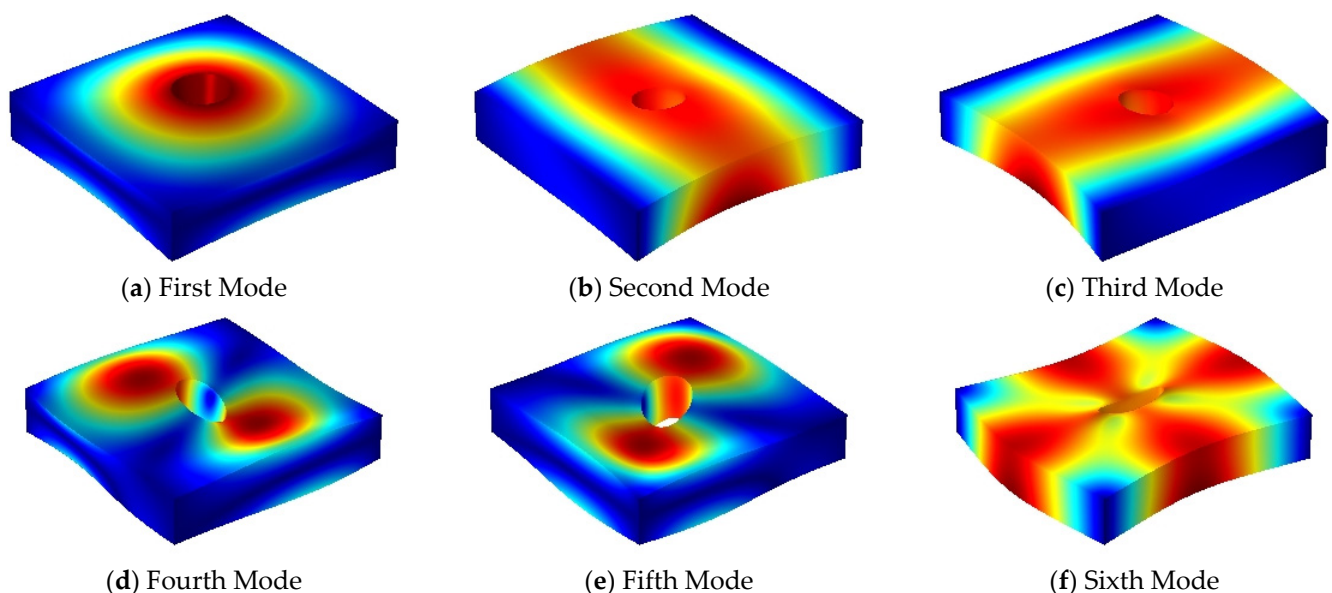 (a) First Mode
(b) Second Mode
(c) Third Mode
(d) Fourth Mode
(e) Fifth Mode
(f) Sixth Mode